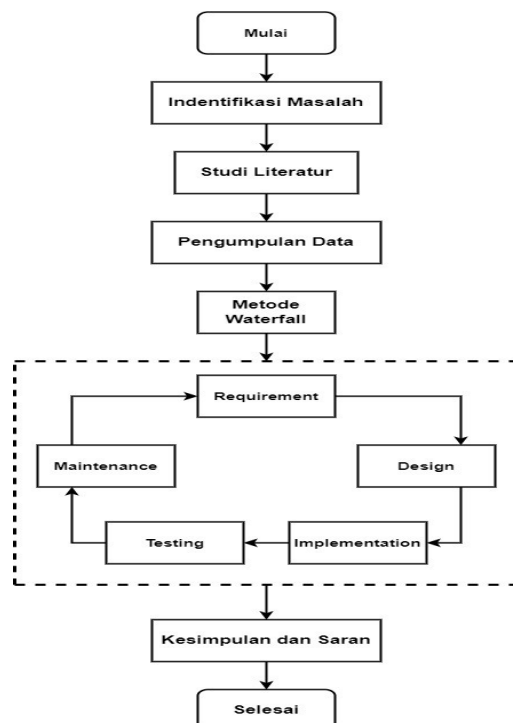 Mulai
Indentifikasi Masalah
Studi Literatur
Pengumpulan Data
Metode
Waterfall
Requirement
Maintenance
Design
Testing
Implementation
Kesimpulan dan Saran
Selesai